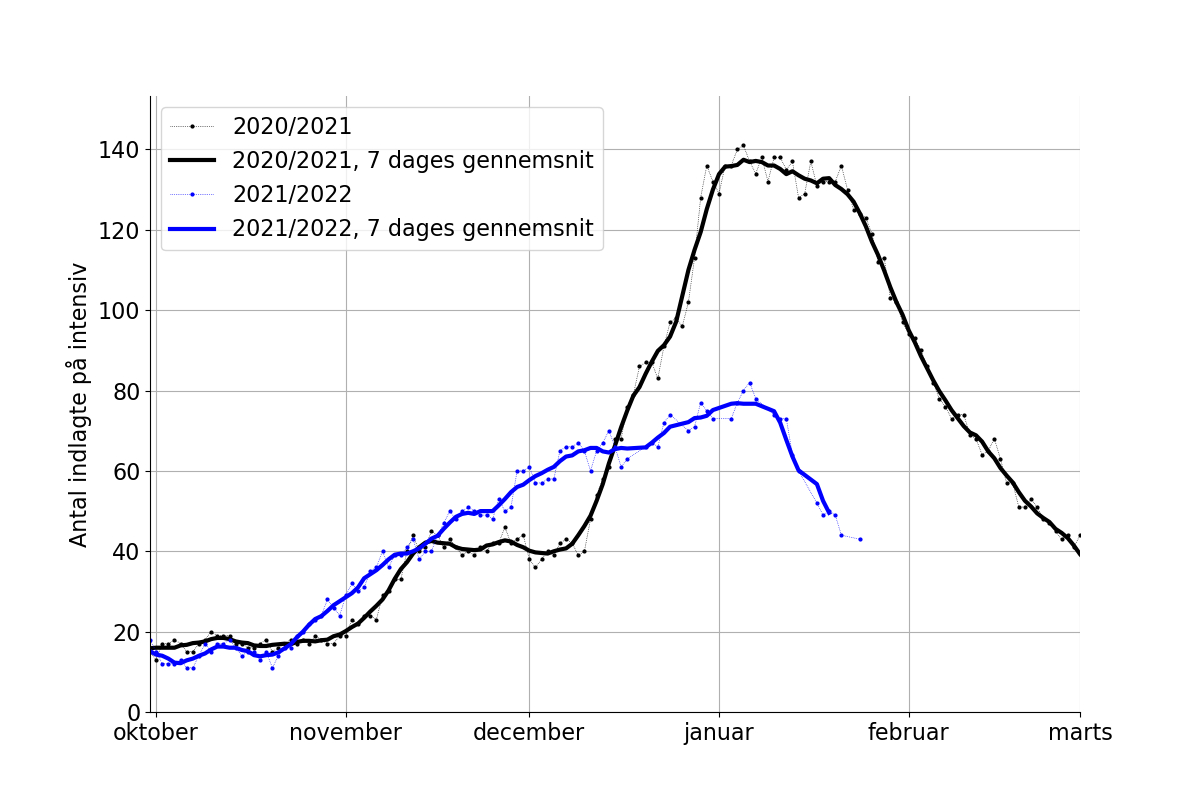 2020/2021
2020/2021, 7 dages gennemsnit
2021/2022
2021/2022, 7 dages gennemsnit
Antal indlagte på intensiv
140
120
100
80
60
40
20
0
oktober november december januar februar marts